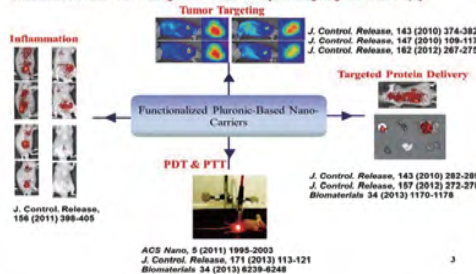 Tumor Targeting
J. Control. Release, 143 (2010) 374-382
J. Control. Release, 147 (2010) 109-117
J. Control. Release, 162 (2012) 267-275
Inflammation
J. Control. Release,
156 (2011) 398-405
Functionalized Pluronic-Based Nano-
Carriers
Targeted Protein Delivery
J. Control. Release, 143 (2010) 282-289
J. Control. Release, 157 (2012) 272-278
Biomaterials 34 (2013) 1170-1178
PDT & PTT
ACS Nano, 5 (2011) 1995-2003
J. Control. Release, 171 (2013) 113-121
Biomaterials 34 (2013) 6239-6248
3